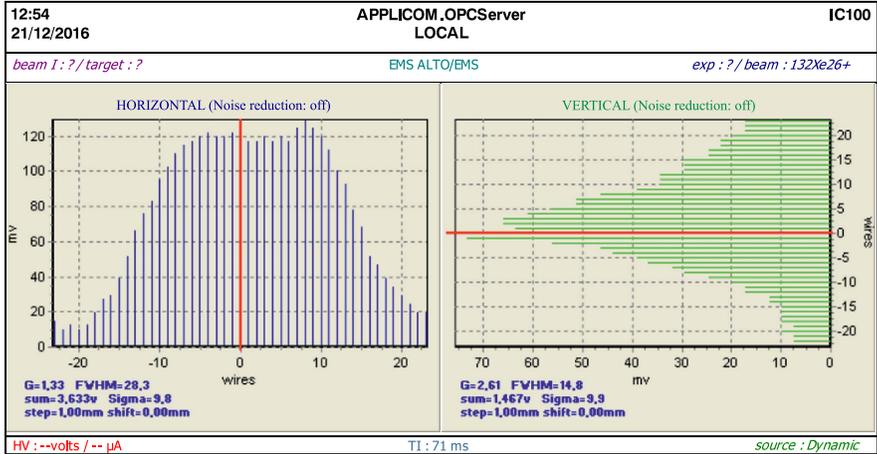 12:54 APPLICOM.OPCServer IC100
21/12/2016 LOCAL
beam I : ? / target : ? EMS ALTO/EMS exp : ? / beam : 132Xe26+
HORIZONTAL (Noise reduction: off)
120
100
80
60
40
20
0
mv
-20 -10 0 10 20
wires
G=1,33 FWHM=28,3
sum=3,633v Sigma=9,8
step=1,00mm shift=0,00mm
VERTICAL (Noise reduction: off)
20
15
10
5
0
-5
-10
-15
-20
wires
70 60 50 40 30 20 10 0
mv
G=2,61 FWHM=14,8
sum=1,467v Sigma=9,9
step=1,00mm shift=0,00mm
HV : --volts / -- µA TI : 71 ms source : Dynamic